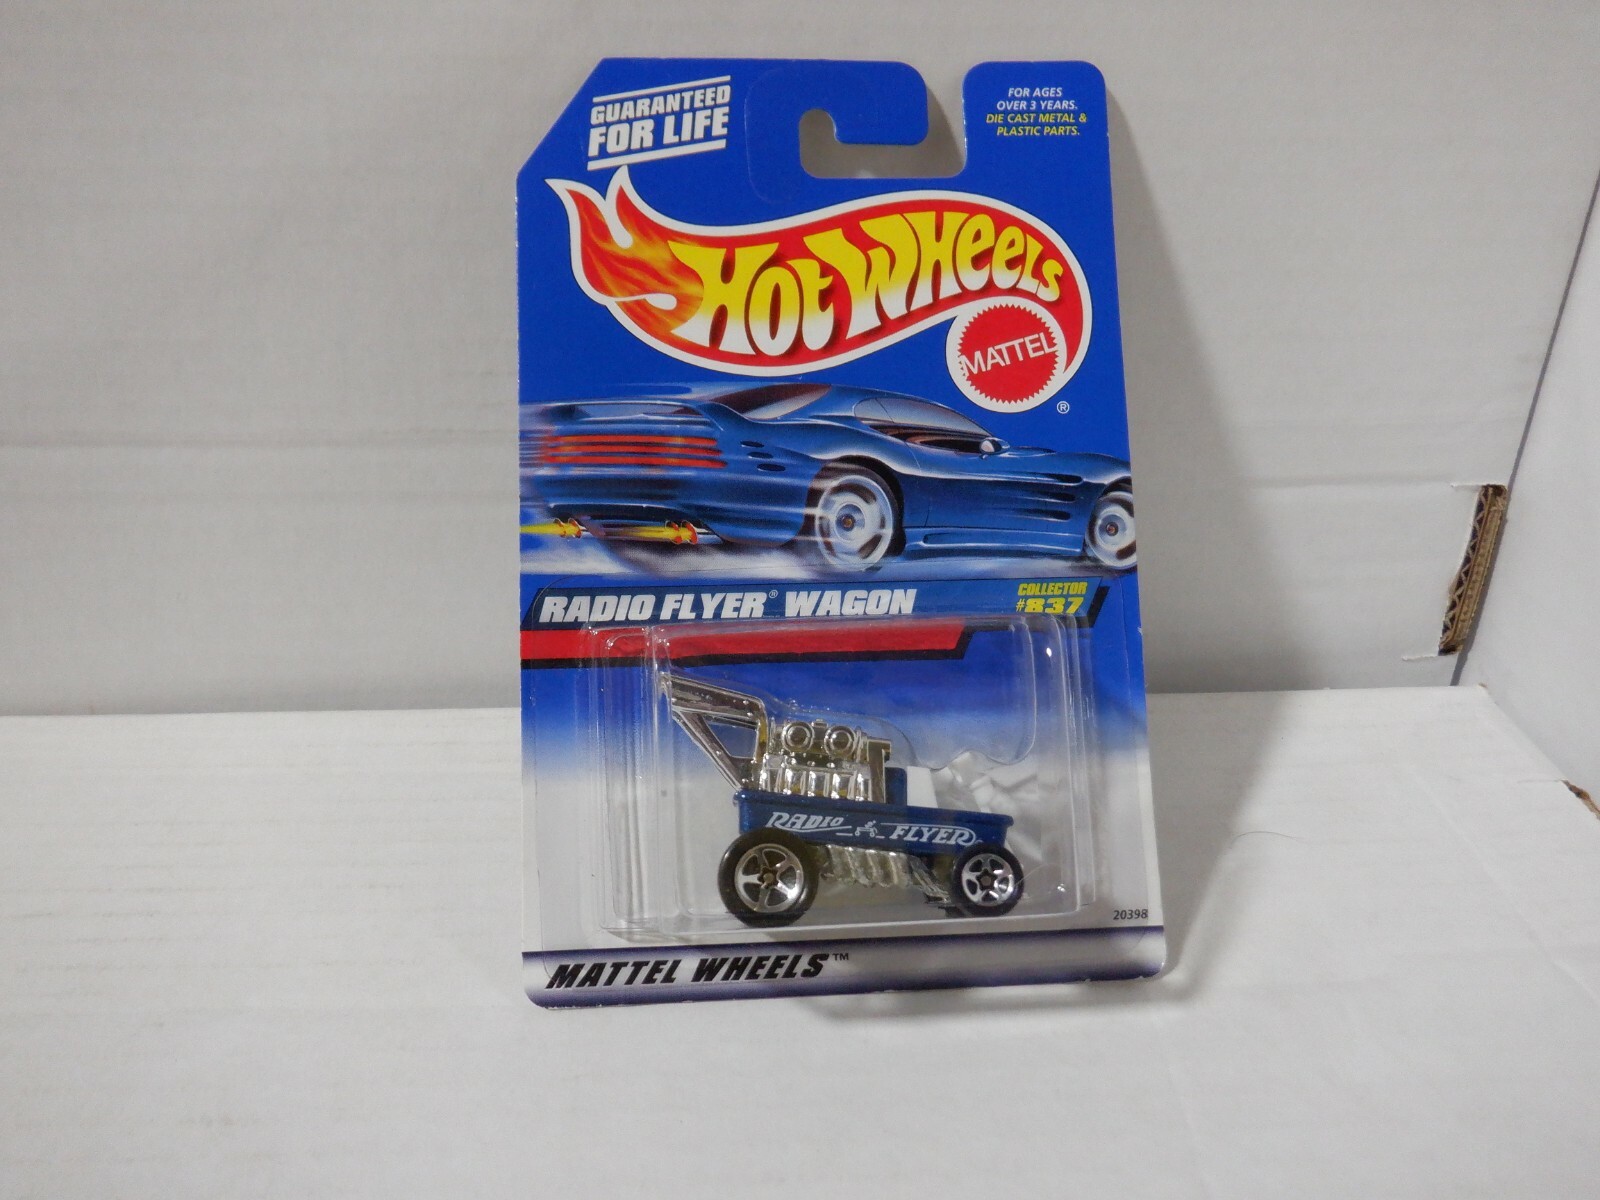 GUARANTEED
FOR LIFE
FOR AGES
OVER 3 YEARS.
DIE CAST METAL &
PLASTIC PARTS.
HOT WHEELS
MATTEL
®
RADIO FLYER® WAGON
COLLECTOR
#837
RADIO FLYER
20398
MATTEL WHEELS™